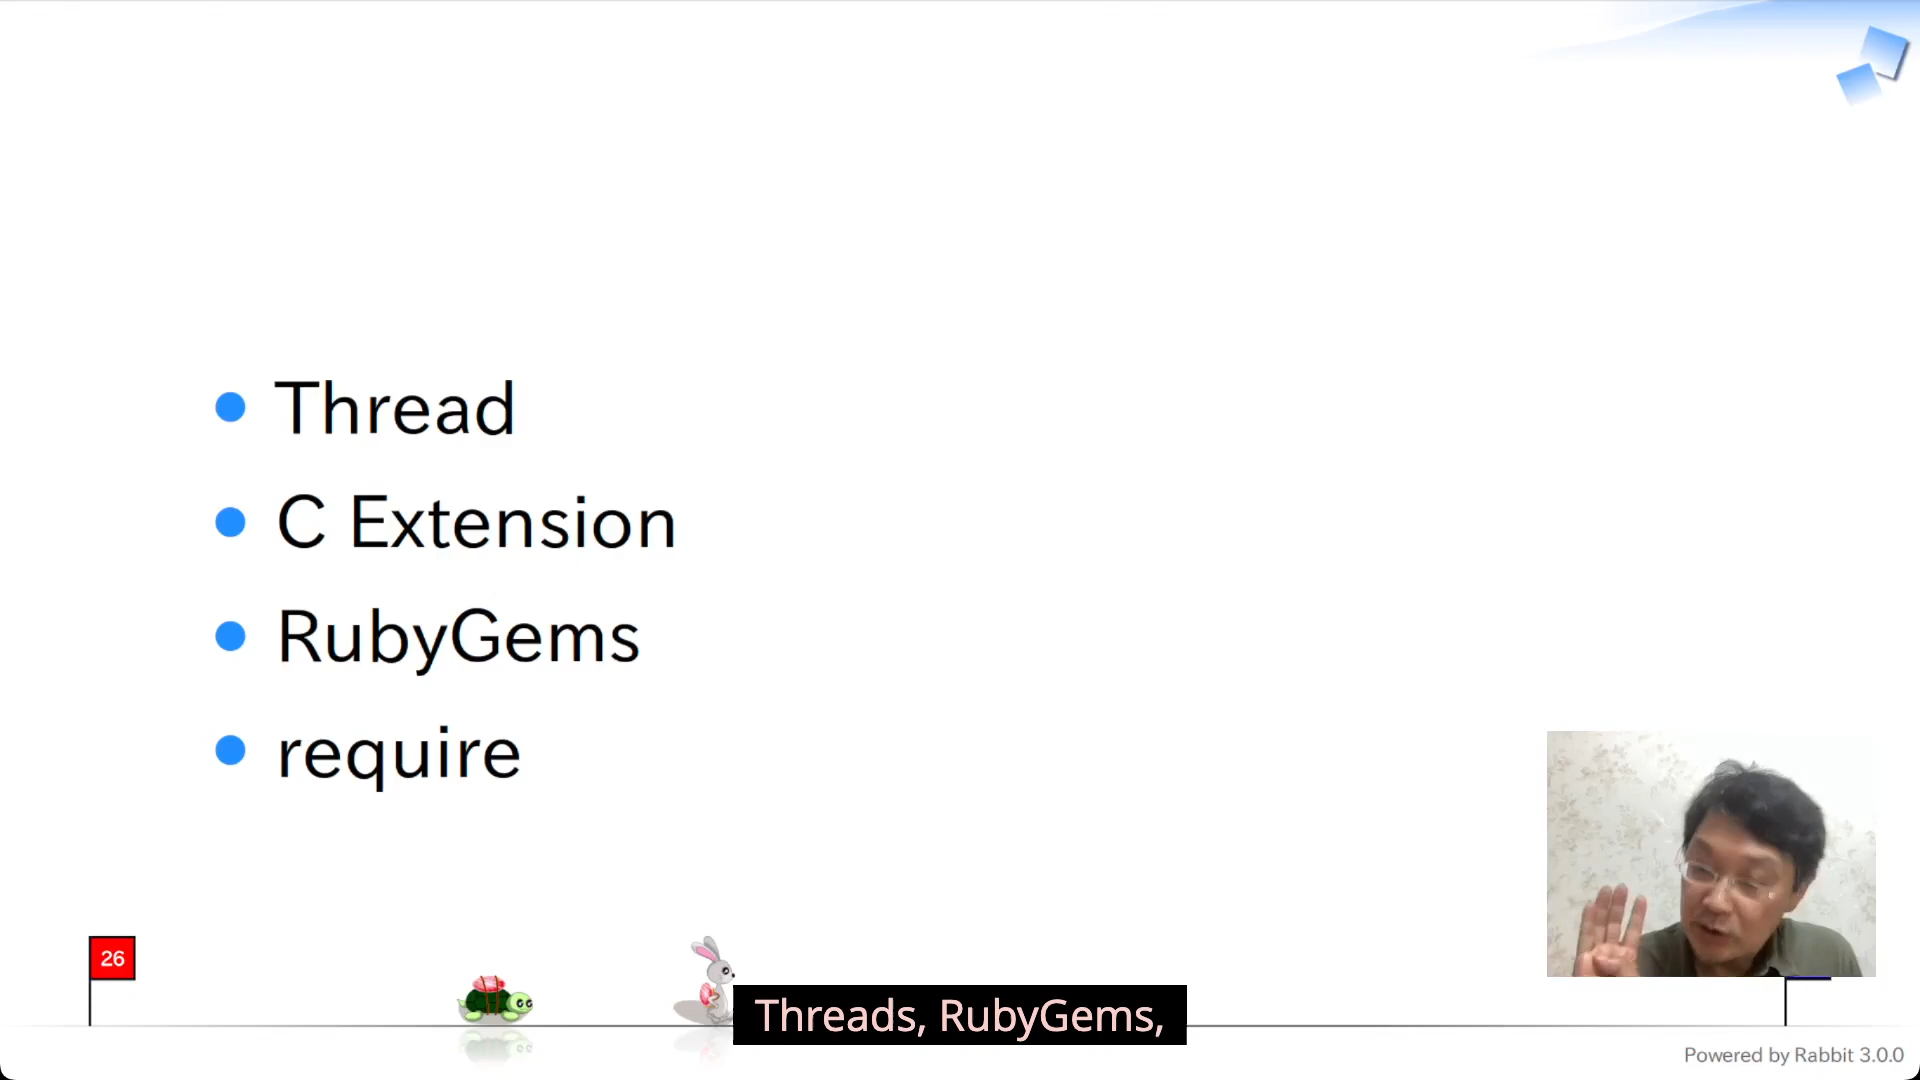 Thread
C Extension
RubyGems
require
26
Threads, RubyGems,
Powered by Rabbit 3.0.0